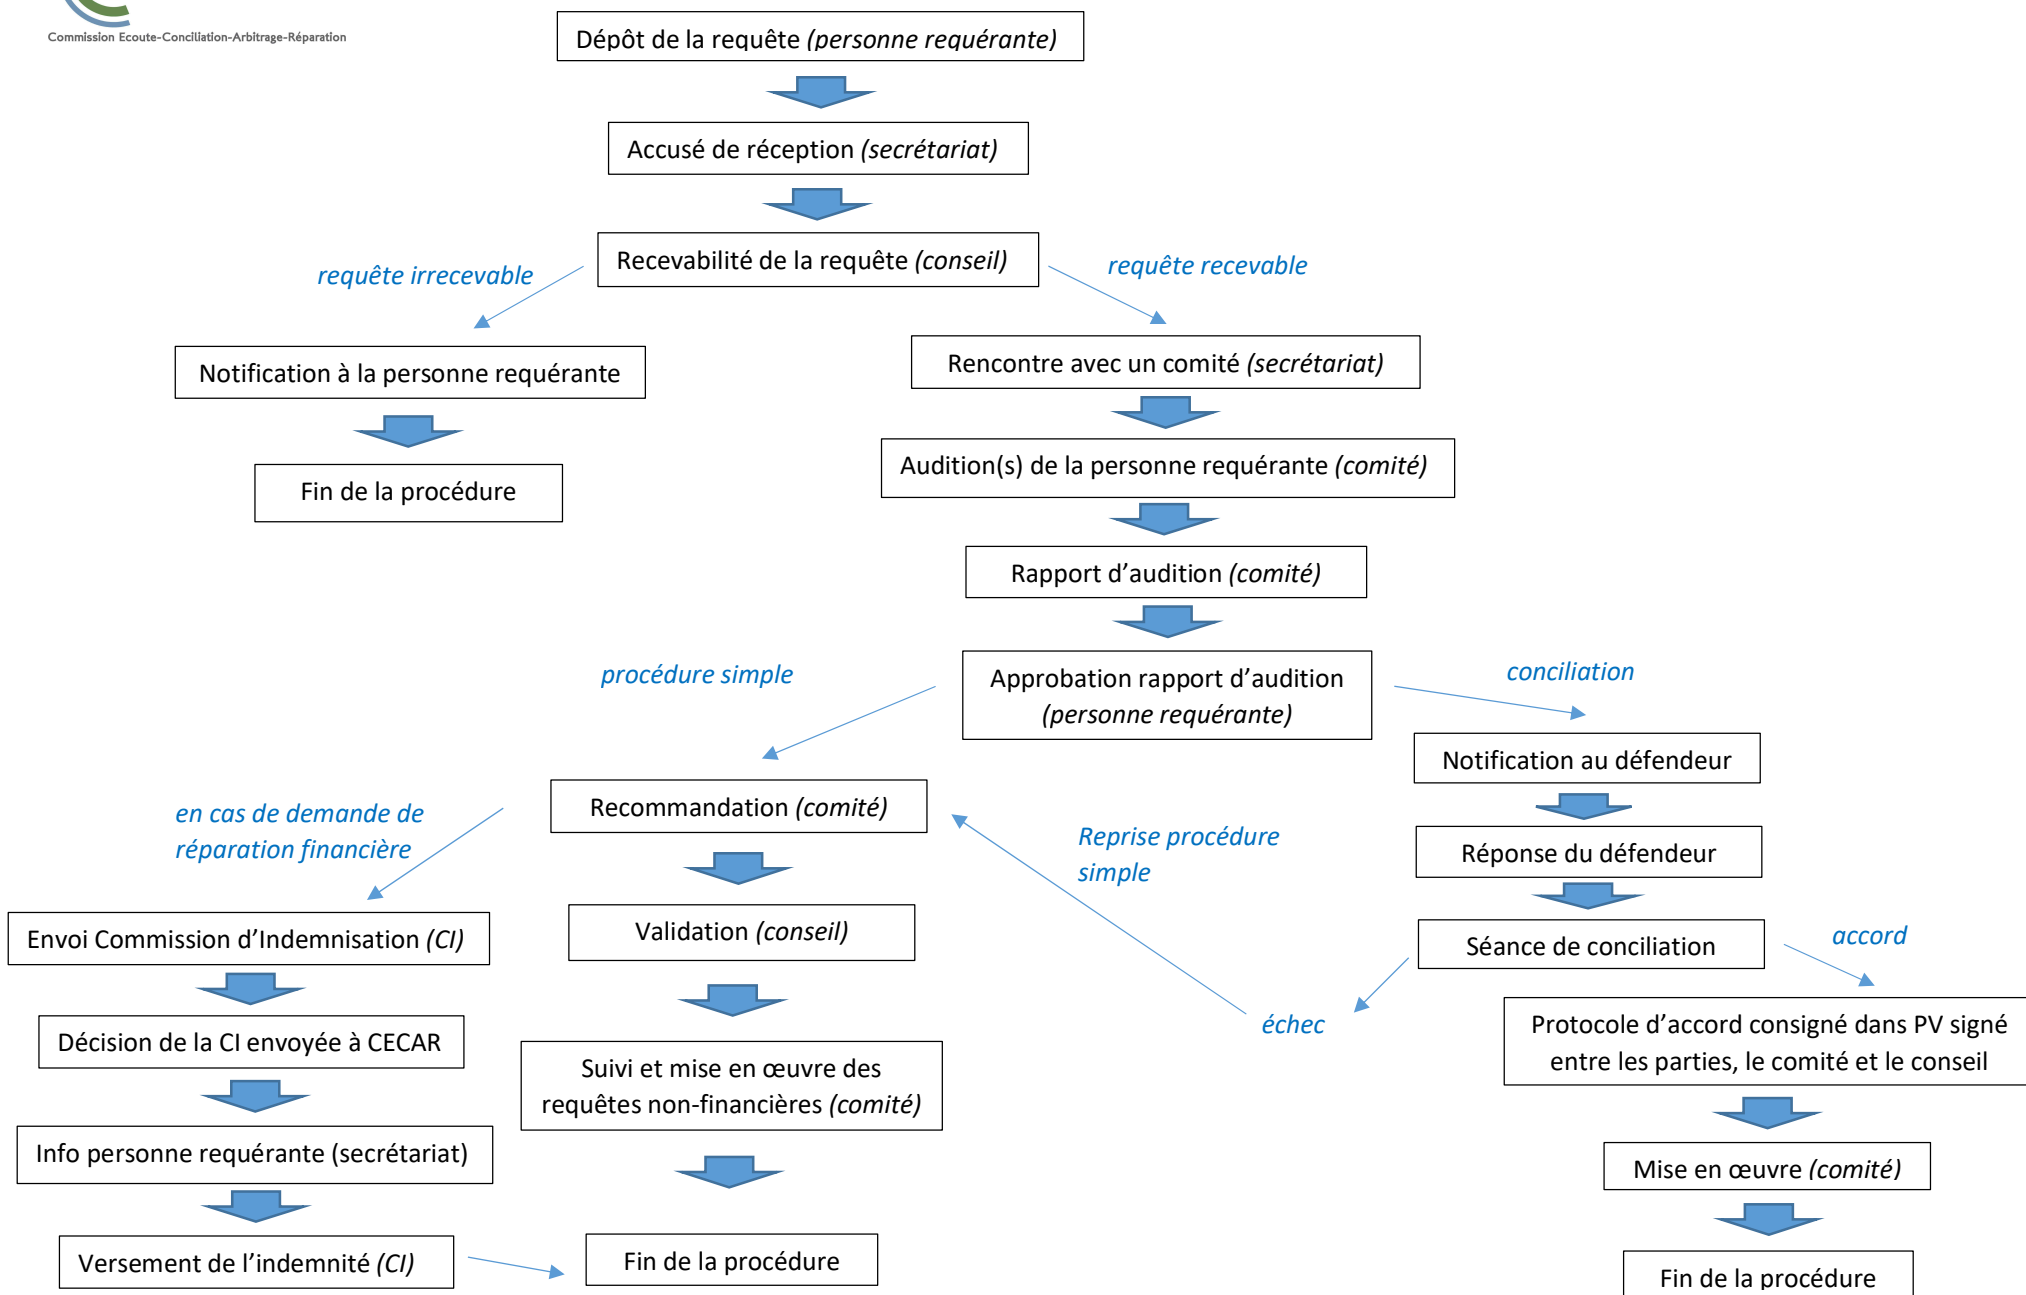 Commission Ecoute-Conciliation-Arbitrage-Réparation
Dépôt de la requête (personne requérante)
Accusé de réception (secrétariat)
Recevabilité de la requête (conseil)
requête irrecevable
requête recevable
Notification à la personne requérante
Rencontre avec un comité (secrétariat)
Fin de la procédure
Audition(s) de la personne requérante (comité)
Rapport d’audition (comité)
procédure simple
Approbation rapport d’audition
(personne requérante)
conciliation
Notification au défendeur
Recommandation (comité)
en cas de demande de
réparation financière
Reprise procédure
simple
Réponse du défendeur
Envoi Commission d’Indemnisation (CI)
Validation (conseil)
Séance de conciliation
accord
échec
Décision de la CI envoyée à CECAR
Suivi et mise en œuvre des
requêtes non-financières (comité)
Protocole d’accord consigné dans PV signé
entre les parties, le comité et le conseil
Info personne requérante (secrétariat)
Mise en œuvre (comité)
Versement de l’indemnité (CI)
Fin de la procédure
Fin de la procédure